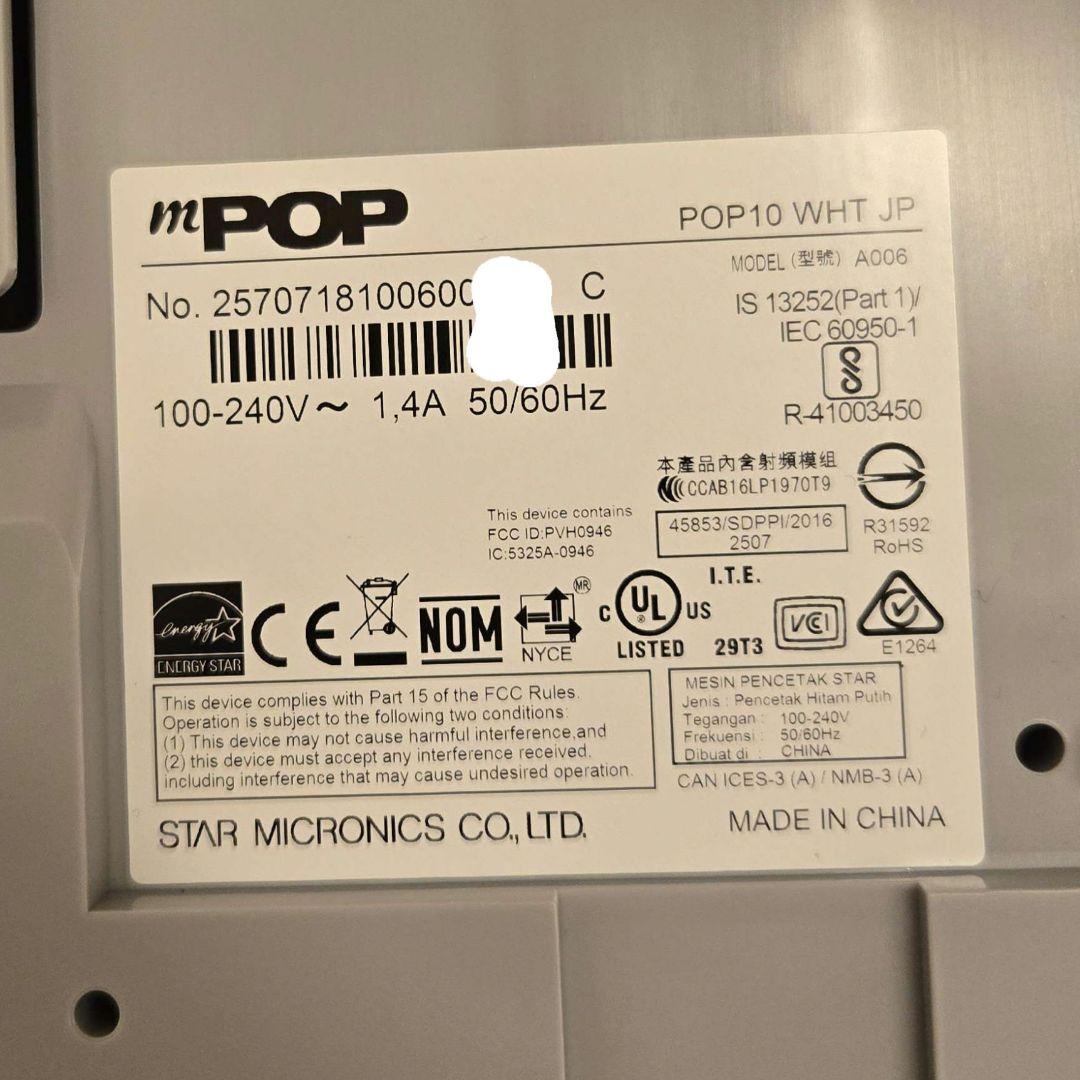 mPOP
POP10 WHT JP
MODEL (型號) A006
No. 2570718100600 C
IS 13252(Part 1)/
IEC 60950-1
R-41003450
100-240V～ 1,4A 50/60Hz
本產品內含射頻模組
CCAB16LP1970T9
45853/SDPPI/2016
2507
R31592
RoHS
This device contains
FCC ID:PVH0946
IC:5325A-0946
energy
ENERGY STAR
CE
NOM
MR
NYCE
C UL US
®
LISTED
I.T.E.
29T3
VCI
E1264
This device complies with Part 15 of the FCC Rules.
Operation is subject to the following two conditions:
(1) This device may not cause harmful interference,and
(2) this device must accept any interference received,
including interference that may cause undesired operation.
MESIN PENCETAK STAR
Jenis : Pencetak Hitam Putih
Tegangan : 100-240V
Frekuensi : 50/60Hz
Dibuat di : CHINA
CAN ICES-3 (A) / NMB-3 (A)
STAR MICRONICS CO., LTD.
MADE IN CHINA